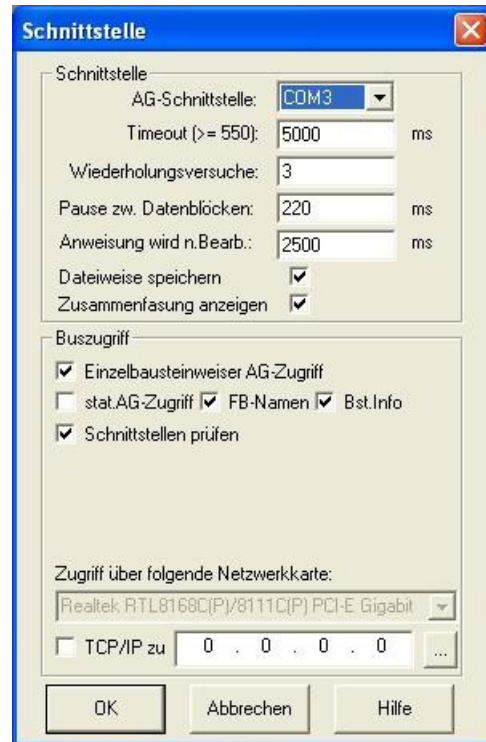 Schnittstelle
Schnittstelle
AG-Schnittstelle: COM3
Timeout (>= 550): 5000 ms
Wiederholungsversuche: 3
Pause zw. Datenblöcken: 220 ms
Anweisung wird n.Bearb.: 2500 ms
Dateiweise speichern
Zusammenfasung anzeigen
Buszugriff
Einzelbausteinweiser AG-Zugriff
stat.AG-Zugriff FB-Namen Bst.Info
Schnittstellen prüfen
Zugriff über folgende Netzwerkkarte:
Realtek RTL8168C(P)/8111C(P) PCI-E Gigabit
TCP/IP zu 0 . 0 . 0 . 0 ...
OK Abbrechen Hilfe